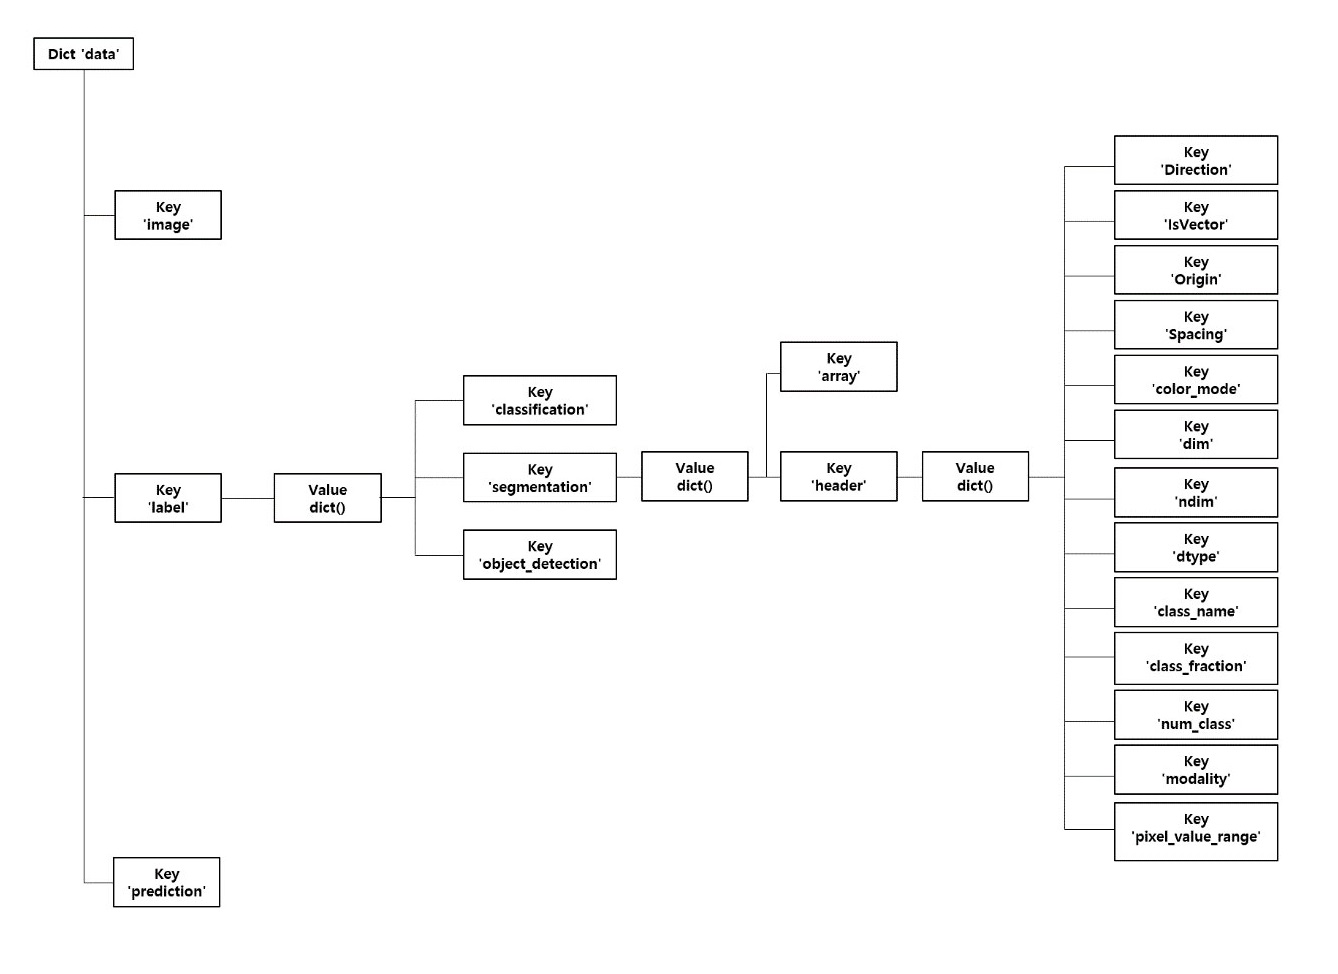 Dict 'data'
Key
'image'
Key
'label'
Value
dict()
Key
'classification'
Key
'segmentation'
Key
'object_detection'
Value
dict()
Key
'array'
Key
'header'
Value
dict()
Key
'Direction'
Key
'IsVector'
Key
'Origin'
Key
'Spacing'
Key
'color_mode'
Key
'dim'
Key
'ndim'
Key
'dtype'
Key
'class_name'
Key
'class_fraction'
Key
'num_class'
Key
'modality'
Key
'pixel_value_range'
Key
'prediction'